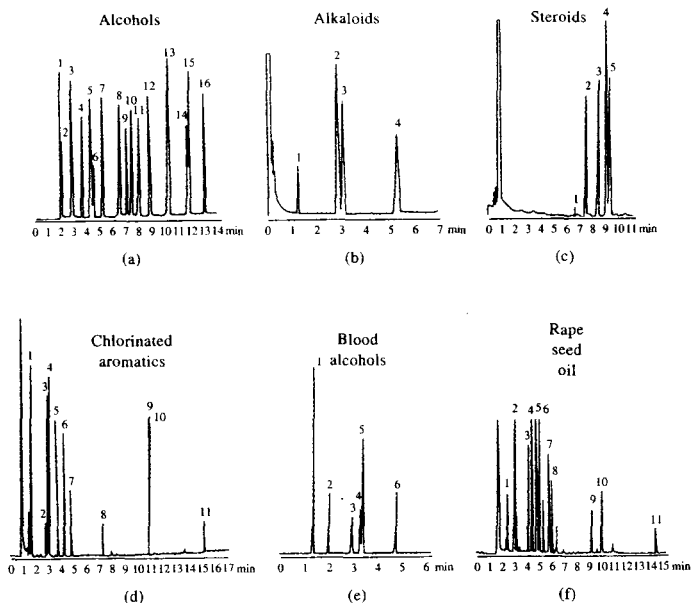 Alcohols
1 2 3 4 5 6 7 8 9 10 11 12 13 14 15 16
0 1 2 3 4 5 6 7 8 9 10 11 12 13 14 min
(a)
Alkaloids
1 2 3 4
0 1 2 3 4 5 6 7 min
(b)
Steroids
1 2 3 4 5
0 1 2 3 4 5 6 7 8 9 10 11 min
(c)
Chlorinated
aromatics
1 2 3 4 5 6 7 8 9 10 11
0 1 2 3 4 5 6 7 8 9 10 11 12 13 14 15 16 17 min
(d)
Blood
alcohols
1 2 3 4 5 6
0 1 2 3 4 5 6 min
(e)
Rape
seed
oil
1 2 3 4 5 6 7 8 9 10 11
0 1 2 3 4 5 6 7 8 9 10 11 12 13 14 15 min
(f)